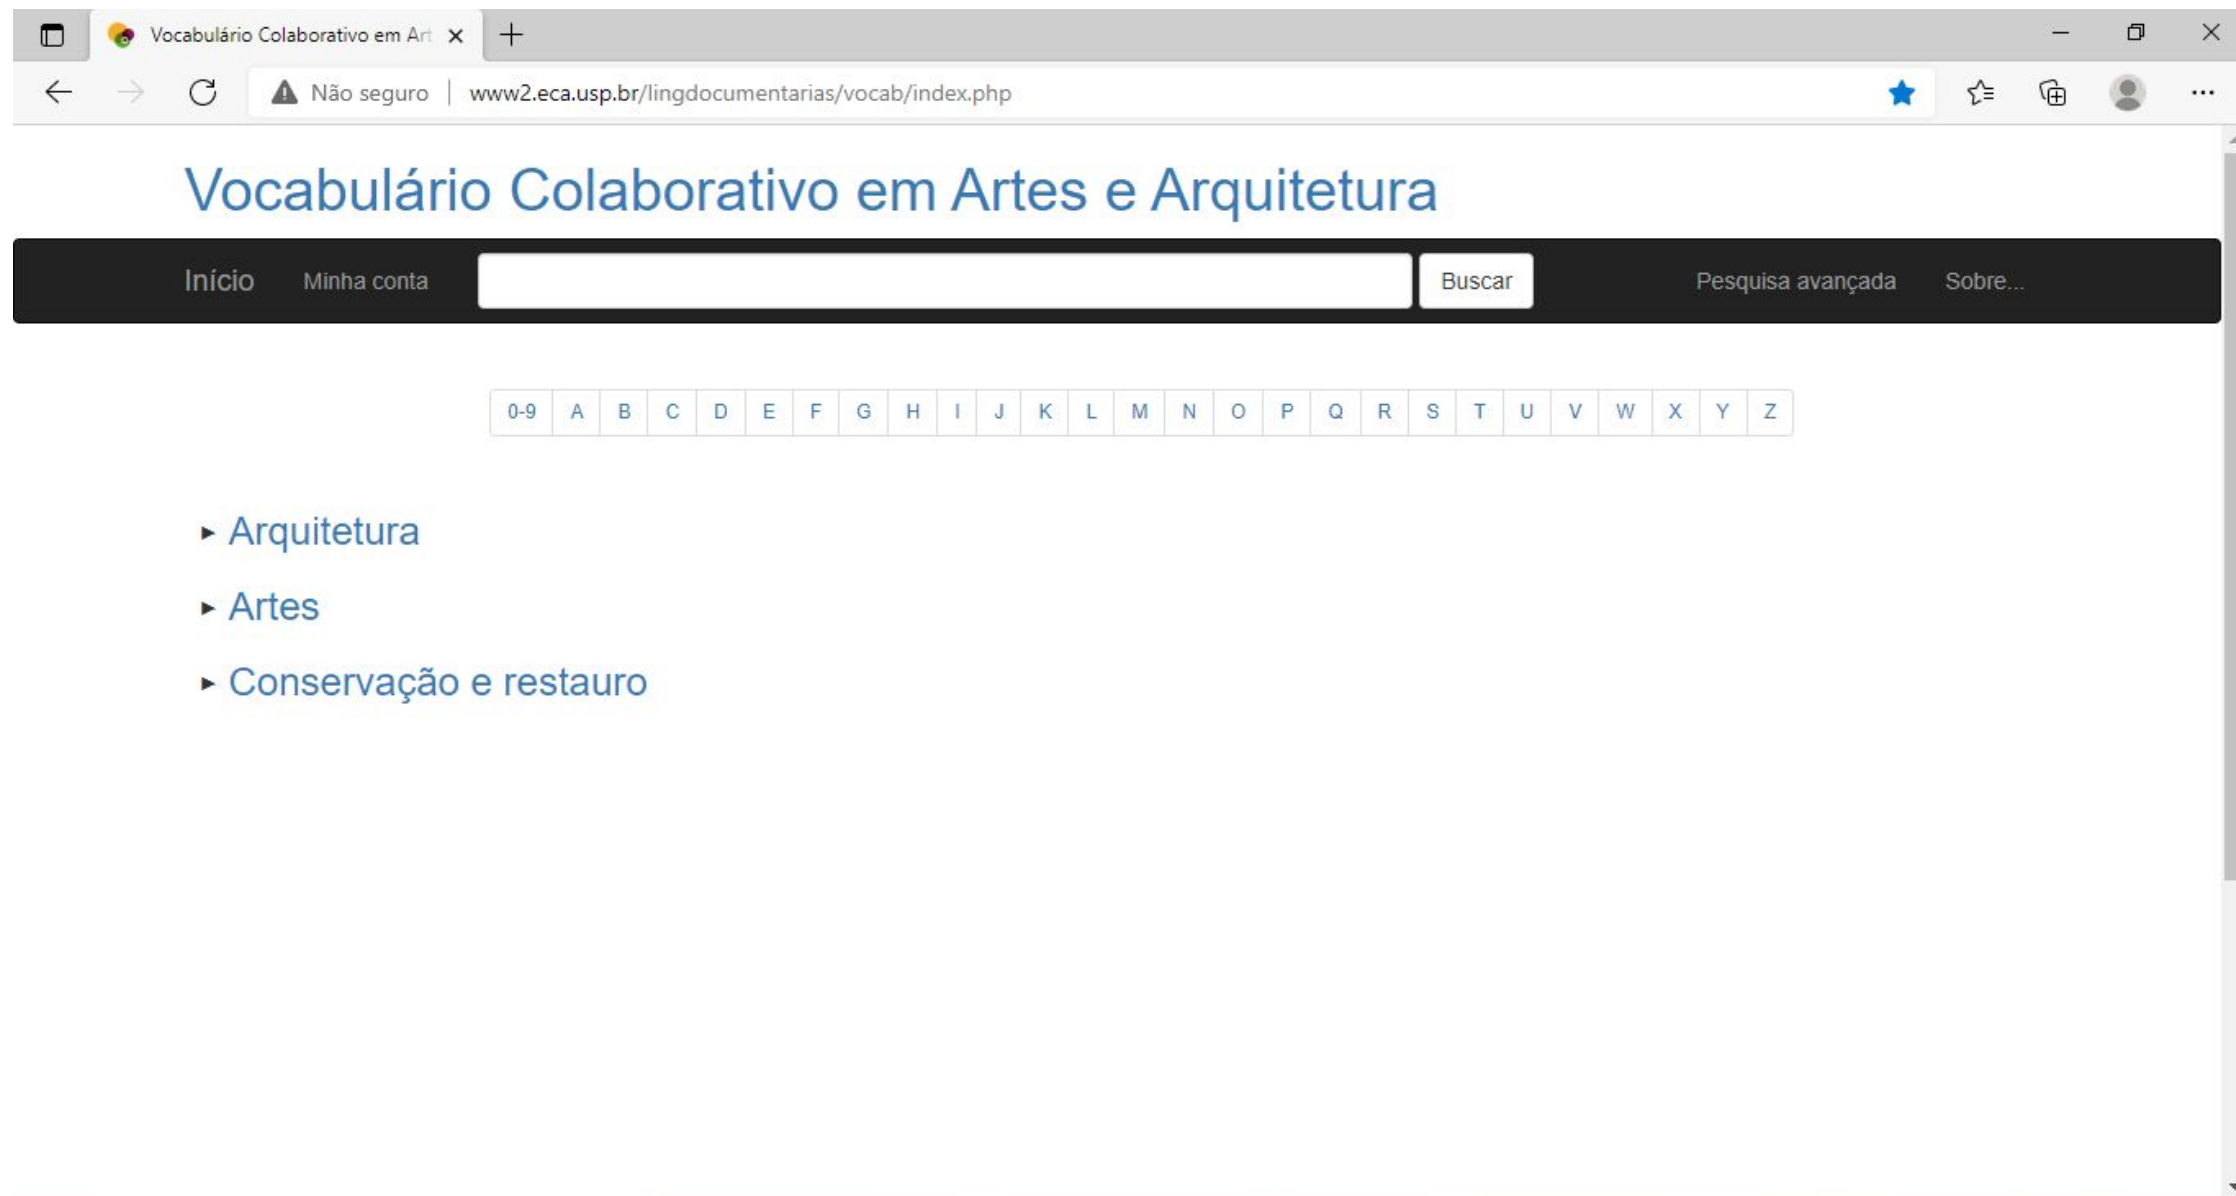 Vocabulário Colaborativo em Art
Não seguro | www2.eca.usp.br/lingdocumentarias/vocab/index.php
Vocabulário Colaborativo em Artes e Arquitetura
Início Minha conta Buscar Pesquisa avançada Sobre...
0-9 A B C D E F G H I J K L M N O P Q R S T U V W X Y Z
Arquitetura
Artes
Conservação e restauro